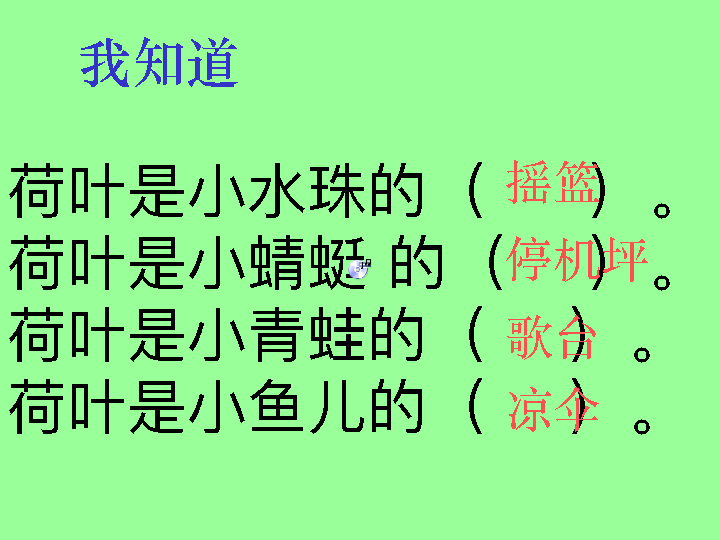 我知道
荷叶是小水珠的（摇篮）。
荷叶是小蜻蜓 的（停机坪）。
荷叶是小青蛙的（歌台）。
荷叶是小鱼儿的（凉伞）。